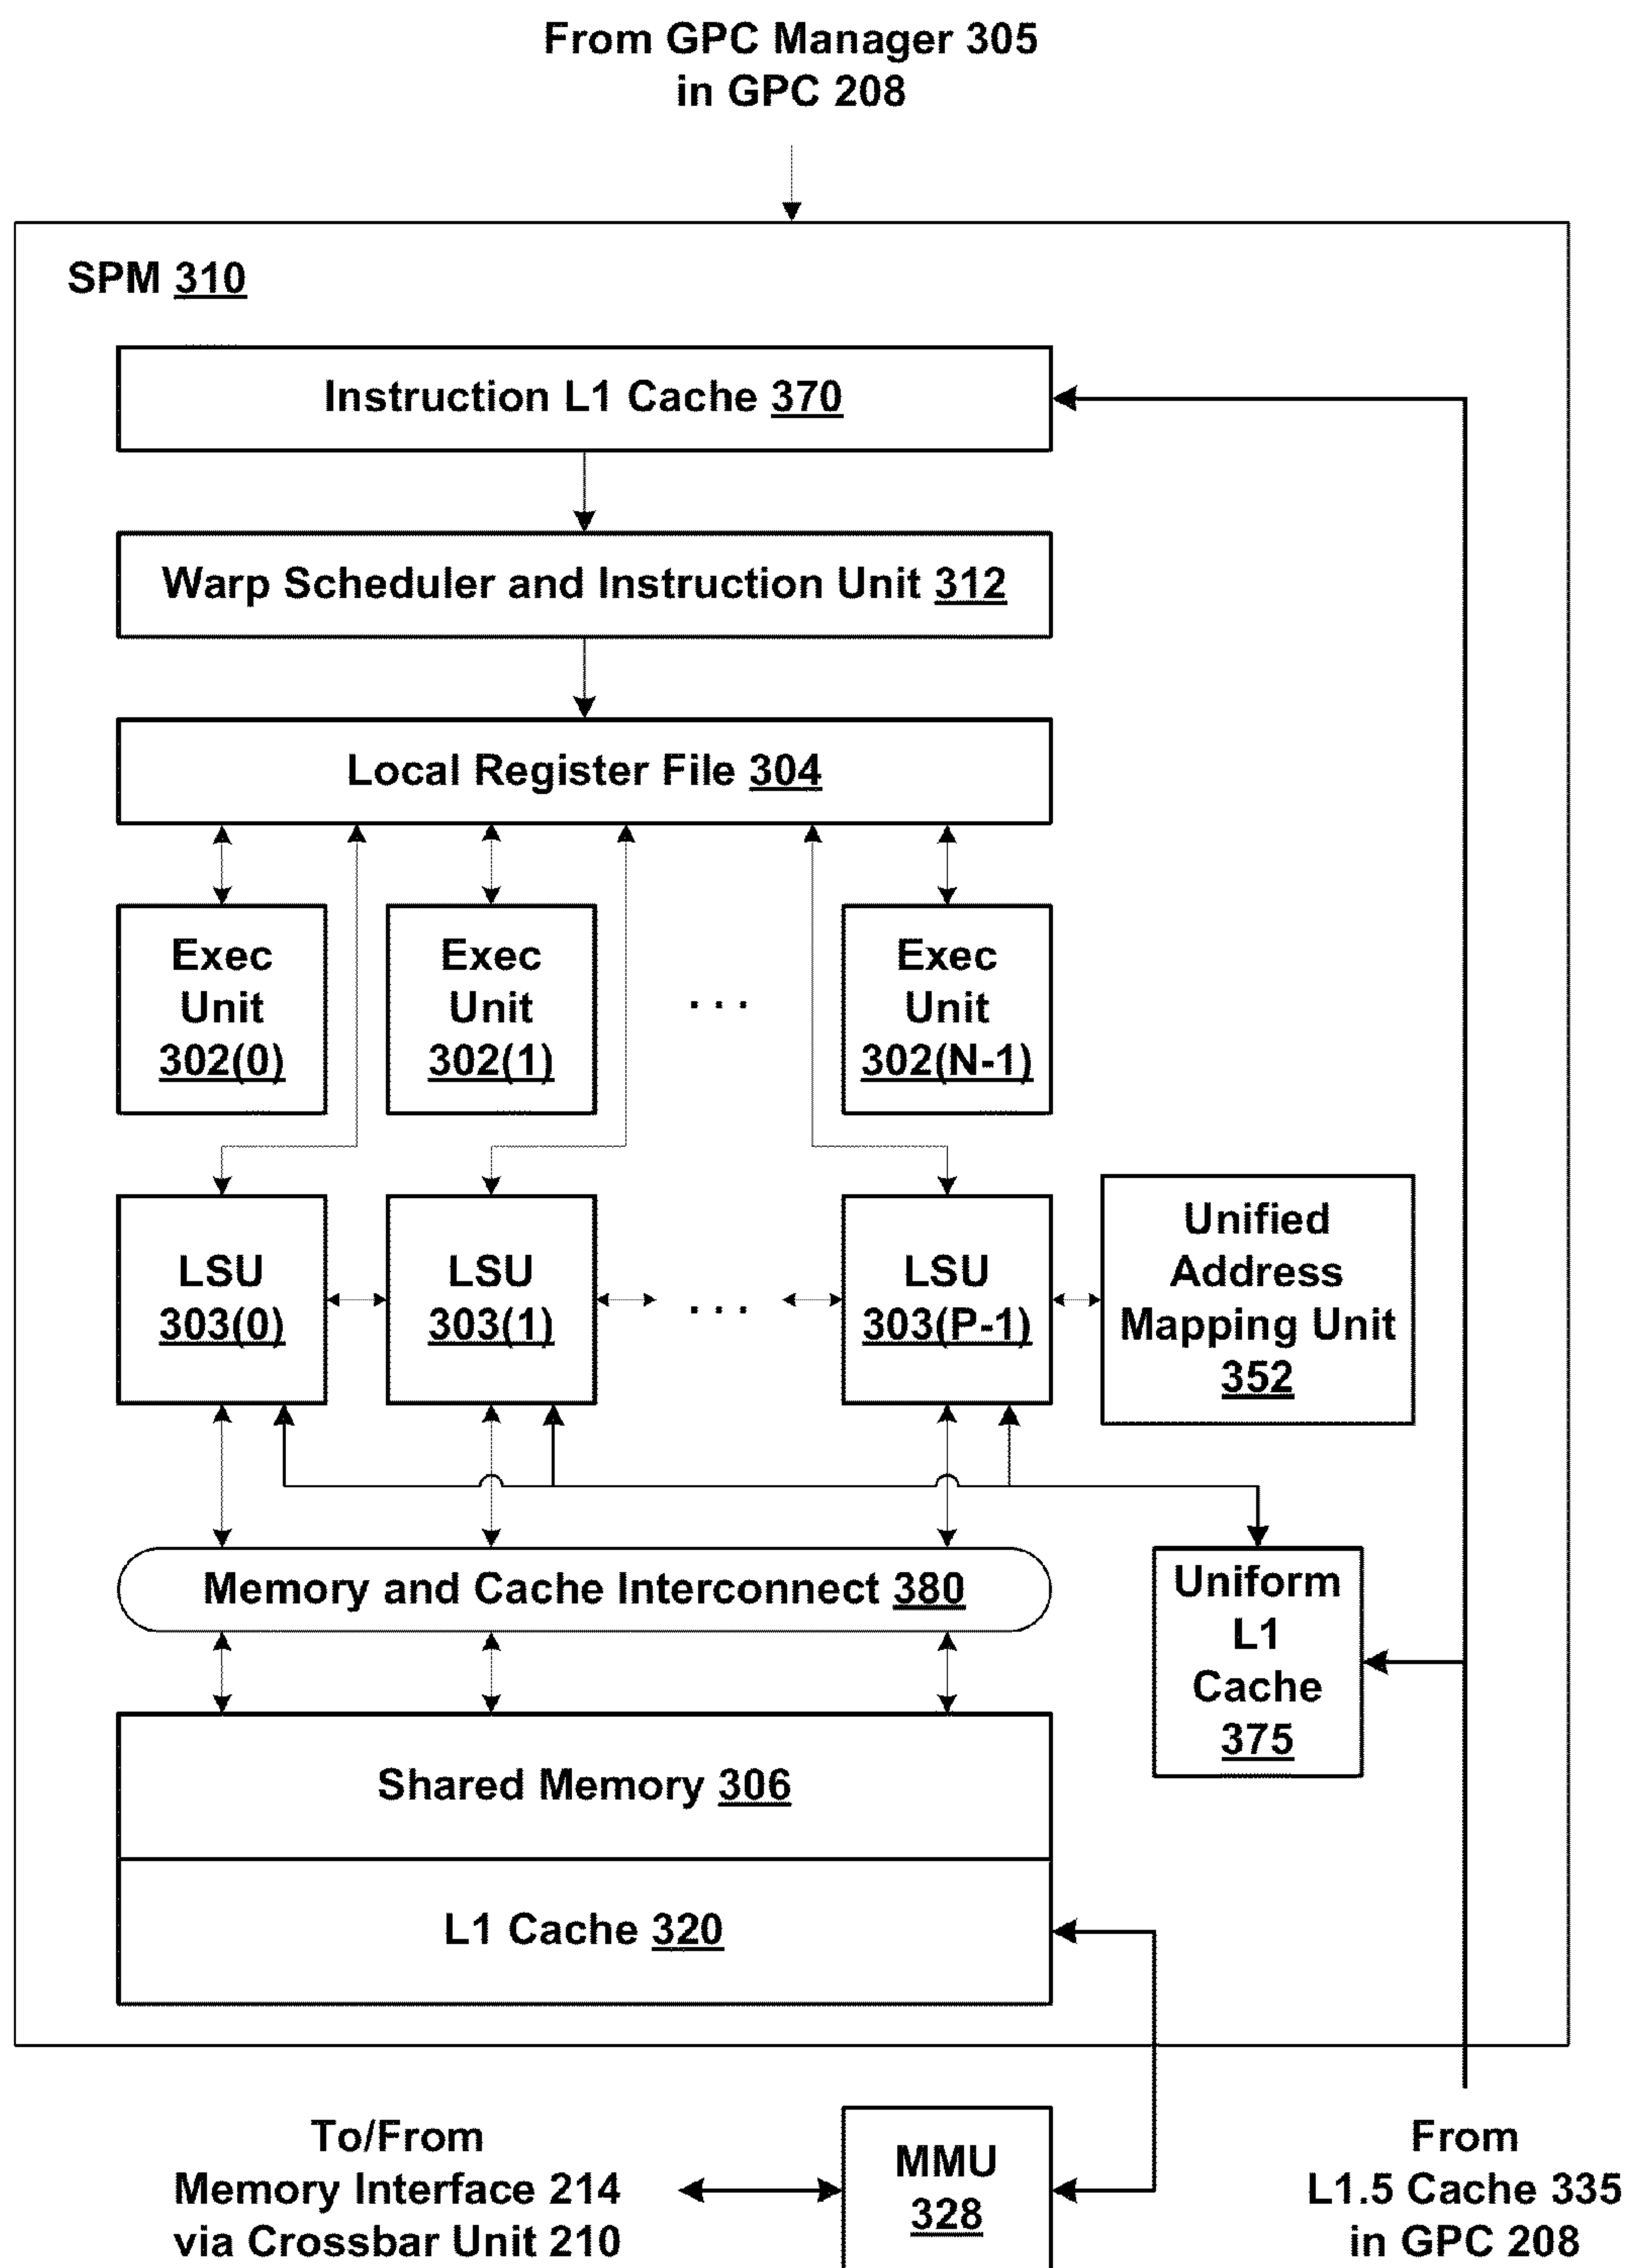 From GPC Manager 305
in GPC 208
SPM 310
Instruction L1 Cache 370
Warp Scheduler and Instruction Unit 312
Local Register File 304
Exec
Unit
302(0)
Exec
Unit
302(1)
. . .
Exec
Unit
302(N-1)
LSU
303(0)
LSU
303(1)
. . .
LSU
303(P-1)
Unified
Address
Mapping Unit
352
Memory and Cache Interconnect 380
Uniform
L1
Cache
375
Shared Memory 306
L1 Cache 320
To/From
Memory Interface 214
via Crossbar Unit 210
MMU
328
From
L1.5 Cache 335
in GPC 208